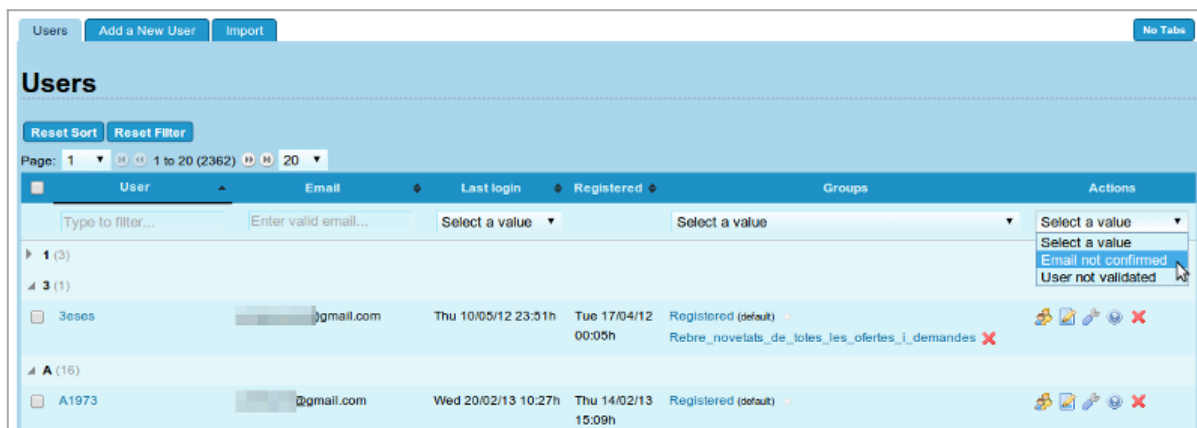 Users Add a New User Import No Tabs
Users
Reset Sort Reset Filter
Page: 1 1 to 20 (2362) 20
User Email Last login Registered Groups Actions
Type to filter... Enter valid email... Select a value Select a value Select a value
Select a value
1 (3) Email not confirmed
User not validated
3 (1)
3eses @gmail.com Thu 10/05/12 23:51h Tue 17/04/12 Registered (default)
00:05h Rebre_novetats_de_totes_les_ofertes_i_demandes
A (16)
A1973 @gmail.com Wed 20/02/13 10:27h Thu 14/02/13 Registered (default)
15:09h